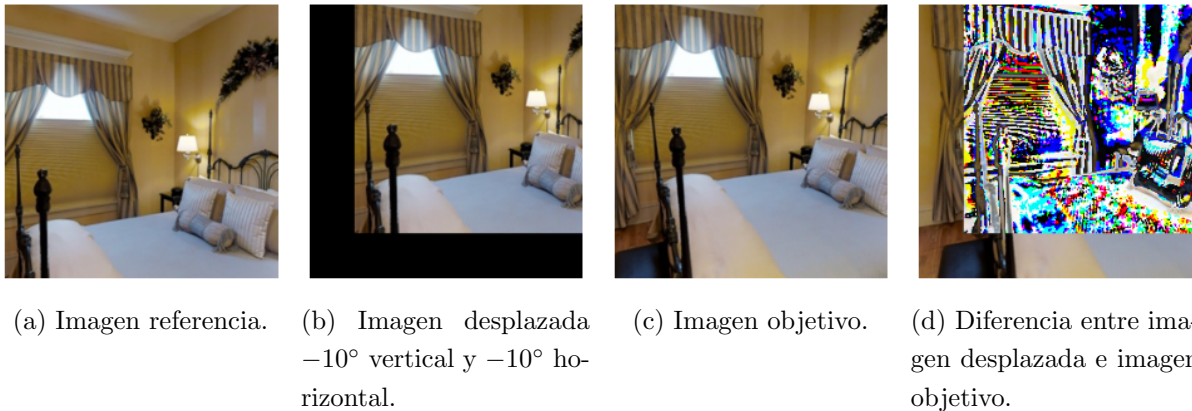 (a) Imagen referencia.
(b) Imagen desplazada
−10° vertical y −10° ho-
rizontal.
(c) Imagen objetivo.
(d) Diferencia entre ima-
gen desplazada e imagen
objetivo.